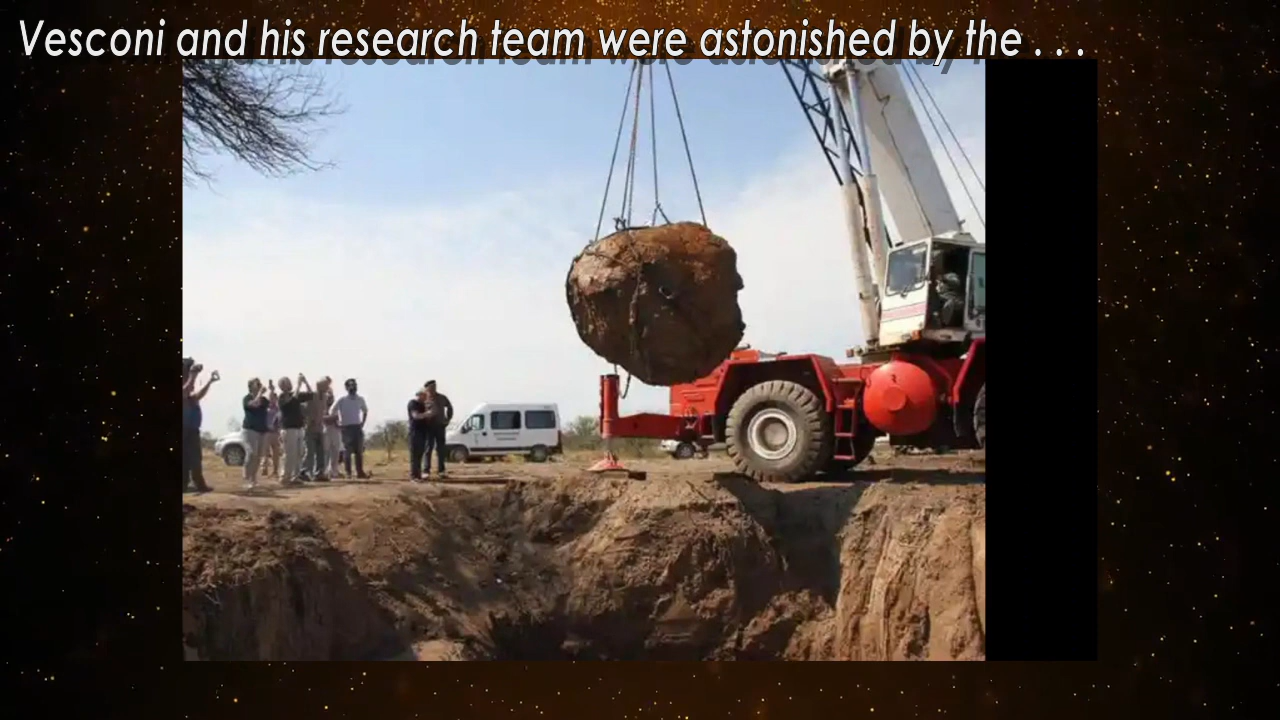 Vesconi and his research team were astonished by the . . .